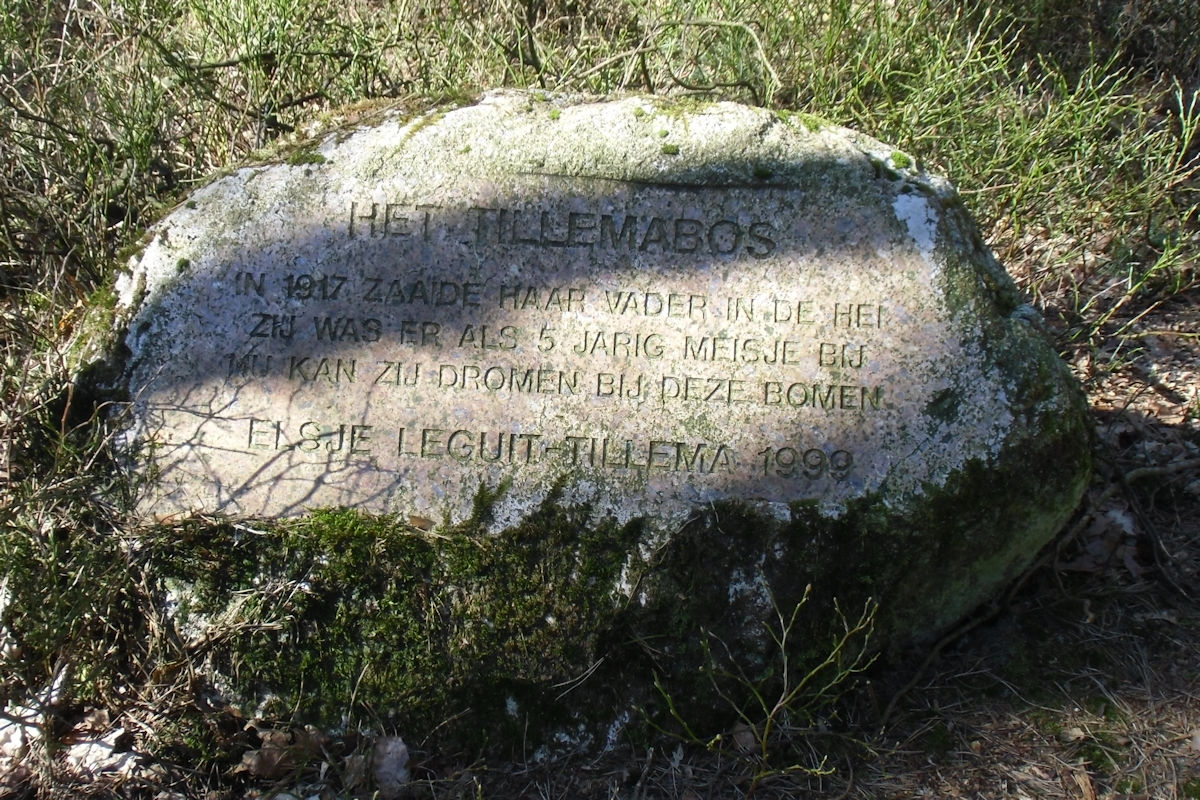 HET TILLEMABOS
IN 1917 ZAAIDE HAAR VADER IN DE HEI
ZIJ WAS ER ALS 5 JARIG MEISJE BIJ
NU KAN ZIJ DROMEN BIJ DEZE BOMEN
ELSJE LEGUIT-TILLEMA 1999